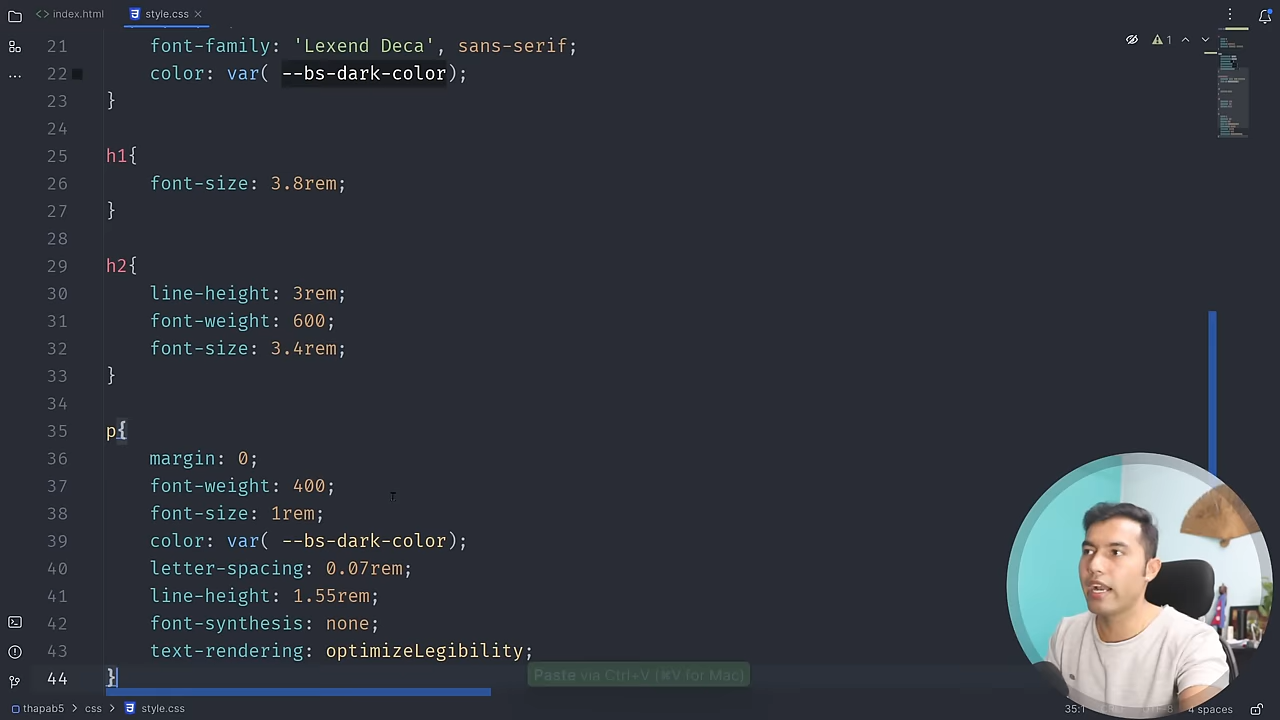 <> index.html
style.css ×
1
21 font-family: 'Lexend Deca', sans-serif;
22 color: var( --bs-dark-color);
23 }
24
25 h1{
26 font-size: 3.8rem;
27 }
28
29 h2{
30 line-height: 3rem;
31 font-weight: 600;
32 font-size: 3.4rem;
33 }
34
35 p{
36 margin: 0;
37 font-weight: 400;
38 font-size: 1rem;
39 color: var( --bs-dark-color);
40 letter-spacing: 0.07rem;
41 line-height: 1.55rem;
42 font-synthesis: none;
43 text-rendering: optimizeLegibility;
44 }
Paste via Ctrl+V (⌘V for Mac)
thapab5 > css > style.css
35:1 4 spaces